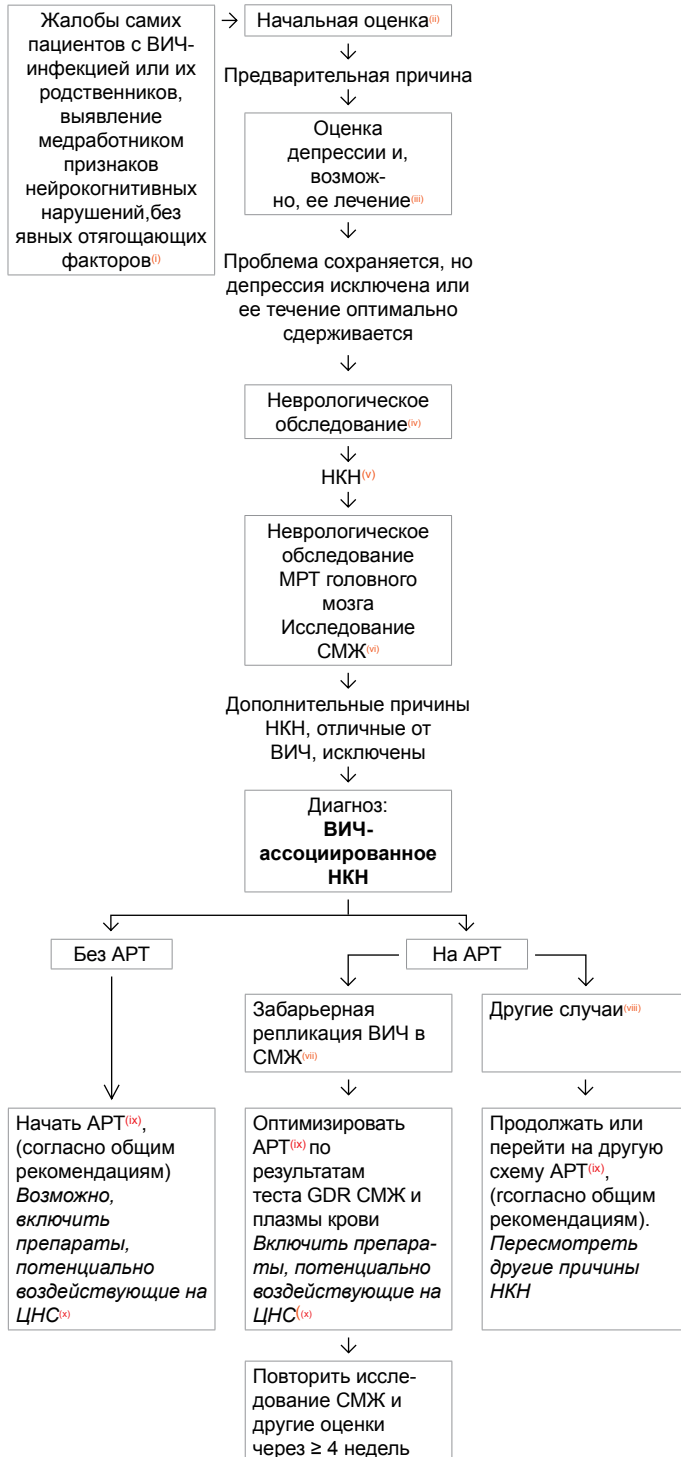 Жалобы самих
пациентов с ВИЧ-
инфекцией или их
родственников,
выявление
медработником
признаков
нейрокогнитивных
нарушений,без
явных отягощающих
факторов(i)
Начальная оценка(ii)
Предварительная причина
Оценка
депрессии и,
возмож-
но, ее лечение(iii)
Проблема сохраняется, но
депрессия исключена или
ее течение оптимально
сдерживается
Неврологическое
обследование(iv)
НКН(v)
Неврологическое
обследование
МРТ головного
мозга
Исследование
СМЖ(vi)
Дополнительные причины
НКН, отличные от
ВИЧ, исключены
Диагноз:
ВИЧ-
ассоциированное
НКН
Без АРТ
На АРТ
Забарьерная
репликация ВИЧ в
СМЖ(vii)
Другие случаи(viii)
Начать АРТ(ix),
(согласно общим
рекомендациям)
Возможно,
включить
препараты,
потенциально
воздействующие на
ЦНС(x)
Оптимизировать
АРТ(ix) по
результатам
теста GDR СМЖ и
плазмы крови
Включить препара-
ты, потенциально
воздействующие на
ЦНС((x)
Продолжать или
перейти на другую
схему АРТ(ix),
(rсогласно общим
рекомендациям).
Пересмотреть
другие причины
НКН
Повторить иссле-
дование СМЖ и
другие оценки
через ≥ 4 недель